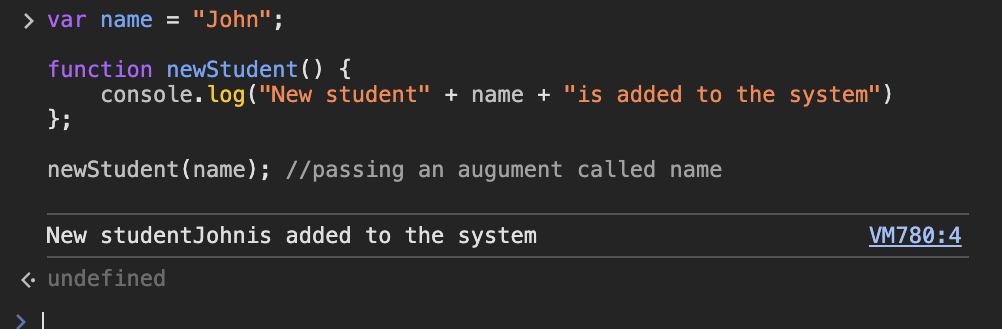 > var name = "John";
function newStudent() {
    console.log("New student" + name + "is added to the system")
};
newStudent(name); //passing an augument called name
New studentJohnis added to the system VM780:4
undefined
>